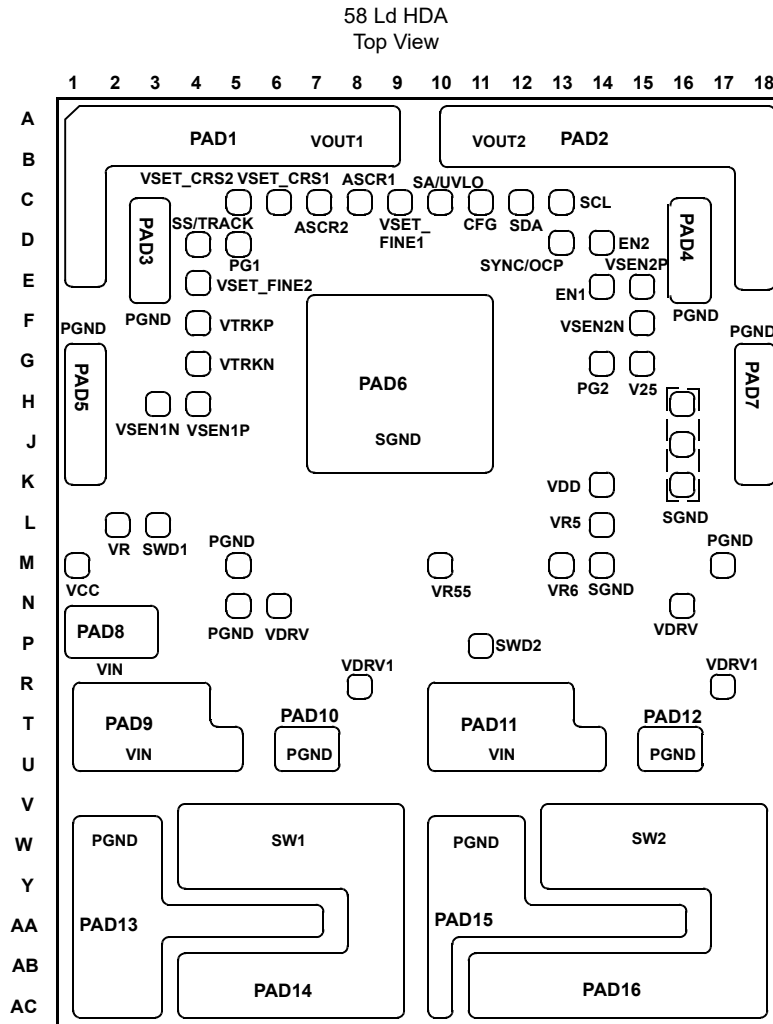 58 Ld HDA
Top View
1 2 3 4 5 6 7 8 9 10 11 12 13 14 15 16 17 18
A
PAD1 VOUT1 VOUT2 PAD2
B
VSET_CRS2 VSET_CRS1 ASCR1 SA/UVLO
C
SCL
SS/TRACK ASCR2 VSET_ CFG SDA
FINE1
PAD3
PAD4
D
EN2
PG1 SYNC/OCP VSEN2P
E
VSET_FINE2 EN1
PGND PGND
PGND PGND
F
VTRKP VSEN2N
G
VTRKN
PAD5
PAD6
PG2 V25
PAD7
H
VSEN1N VSEN1P
J
SGND
K
VDD
SGND
L
VR5
VR SWD1 PGND PGND
M
VCC VR55 VR6 SGND
N
PAD8 PGND VDRV VDRV
P
SWD2
VIN VDRV1 VDRV1
R
PAD10 PAD12
T
PAD9 PAD11
U
VIN PGND VIN PGND
V
W
PGND SW1 PGND SW2
Y
AA
PAD13 PAD15
AB
PAD14 PAD16
AC